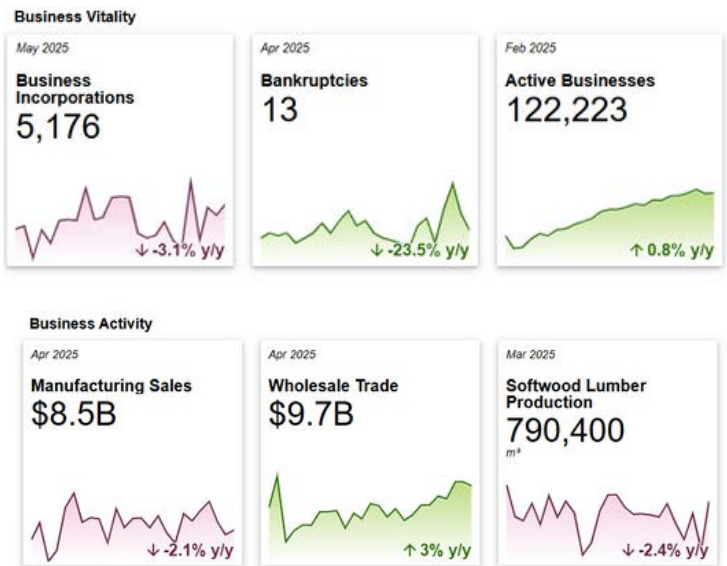 Business Vitality
May 2025
Business
Incorporations
5,176
↓ -3.1% y/y
Apr 2025
Bankruptcies
13
↓ -23.5% y/y
Feb 2025
Active Businesses
122,223
↑ 0.8% y/y
Business Activity
Apr 2025
Manufacturing Sales
$8.5B
↓ -2.1% y/y
Apr 2025
Wholesale Trade
$9.7B
↑ 3% y/y
Mar 2025
Softwood Lumber
Production
790,400
m³
↓ -2.4% y/y